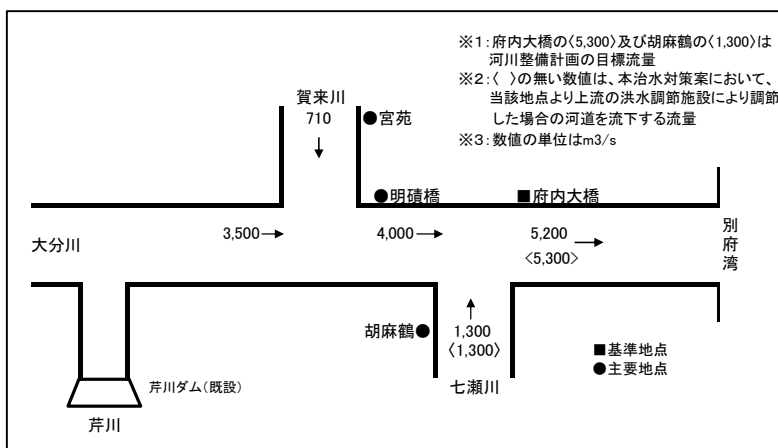 ※1:府内大橋の〈5,300〉及び胡麻鶴の〈1,300〉は
河川整備計画の目標流量
※2:〈 〉の無い数値は、本治水対策案において、
当該地点より上流の洪水調節施設により調節
した場合の河道を流下する流量
※3:数値の単位はm3/s
賀来川
710
↓
●宮苑
●明磧橋
■府内大橋
大分川
3,500→
4,000→
5,200→
<5,300>
別府湾
胡麻鶴●
↑
1,300
〈1,300〉
七瀬川
■基準地点
●主要地点
芹川ダム(既設)
芹川